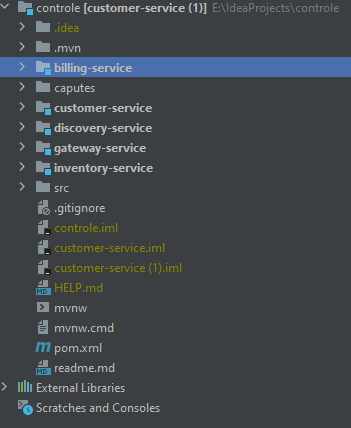 controle [customer-service (1)] E:\IdeaProjects\controle
.idea
.mvn
billing-service
caputes
customer-service
discovery-service
gateway-service
inventory-service
src
.gitignore
controle.iml
customer-service.iml
customer-service (1).iml
HELP.md
mvnw
mvnw.cmd
pom.xml
readme.md
External Libraries
Scratches and Consoles